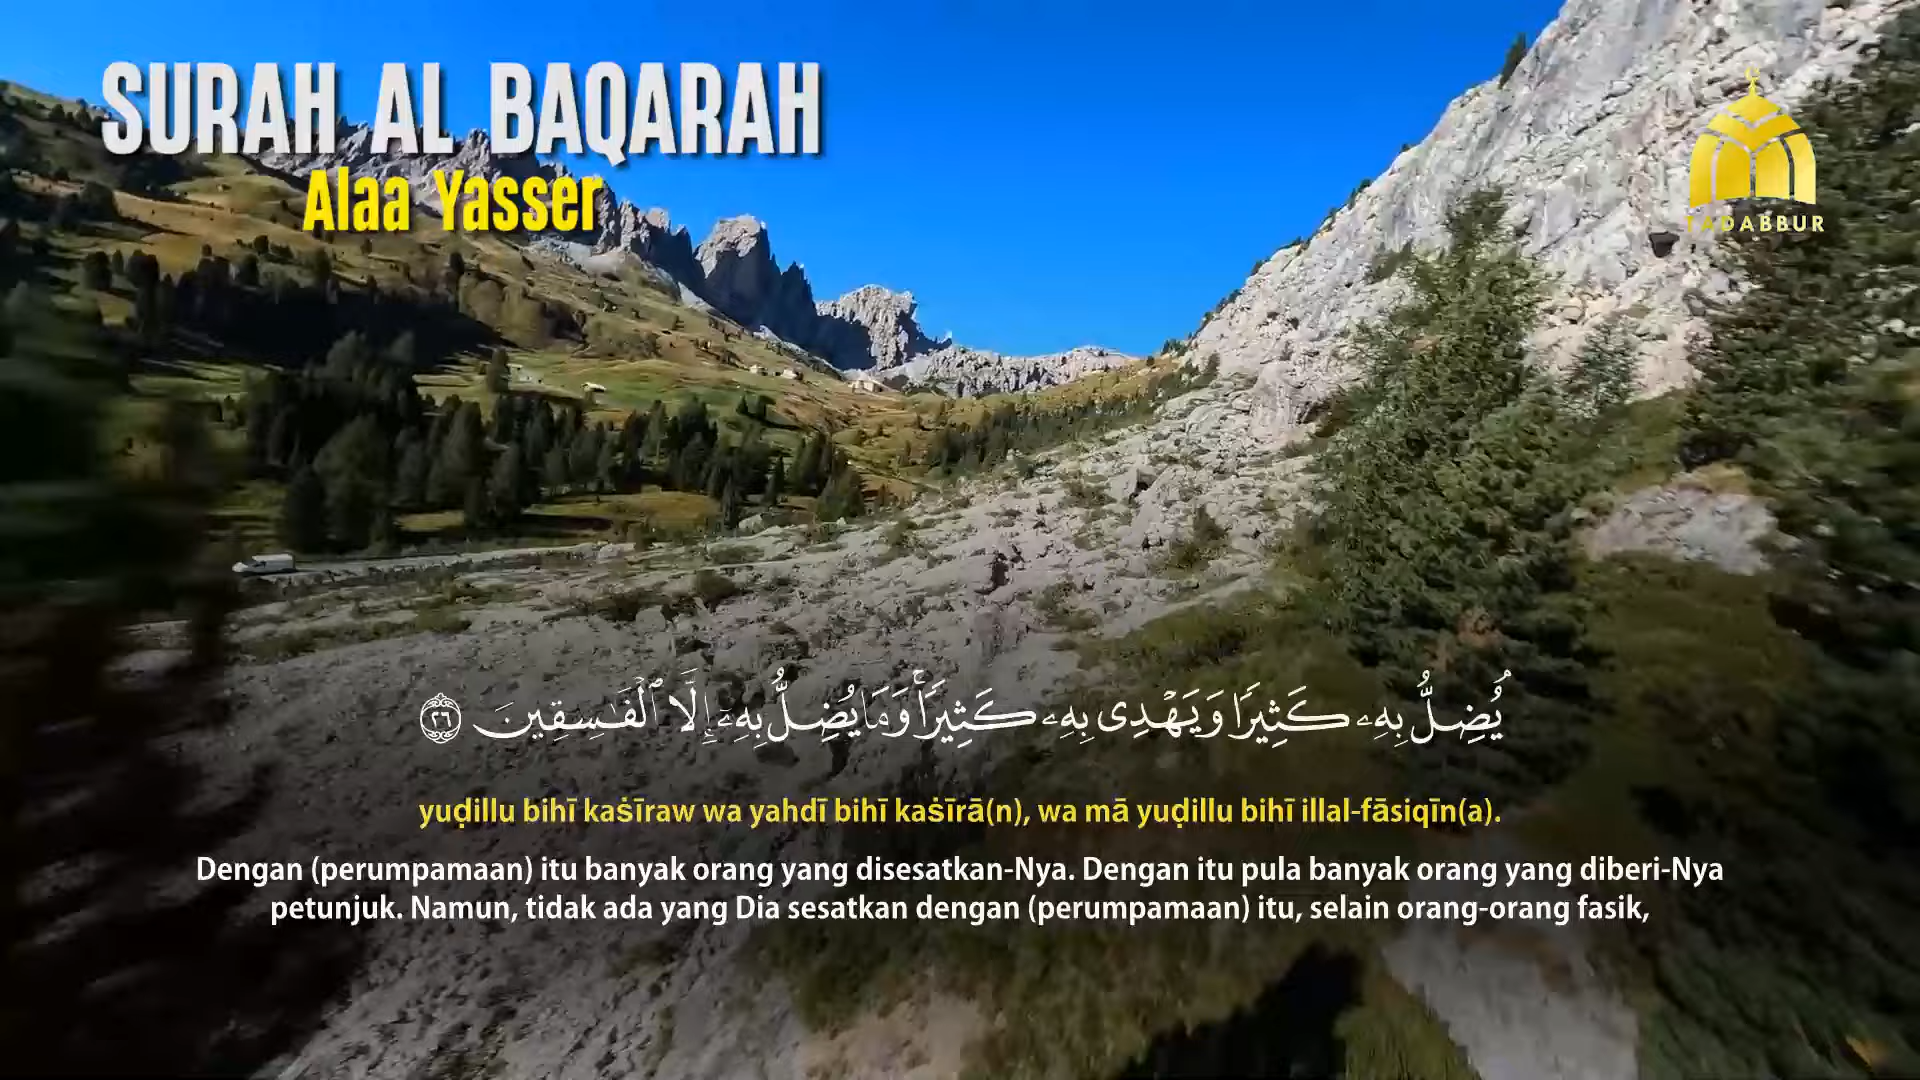 SURAH AL BAQARAH
Alaa Yasser
TADABBUR
يُضِلُّ بِهِۦ كَثِيرًا وَيَهْدِى بِهِۦ كَثِيرًا ۚ وَمَا يُضِلُّ بِهِۦٓ إِلَّا ٱلْفَـٰسِقِينَ ٢٦
yuḍillu bihī kaṡīraw wa yahdī bihī kaṡīrā(n), wa mā yuḍillu bihī illal-fāsiqīn(a).
Dengan (perumpamaan) itu banyak orang yang disesatkan-Nya. Dengan itu pula banyak orang yang diberi-Nya
petunjuk. Namun, tidak ada yang Dia sesatkan dengan (perumpamaan) itu, selain orang-orang fasik,